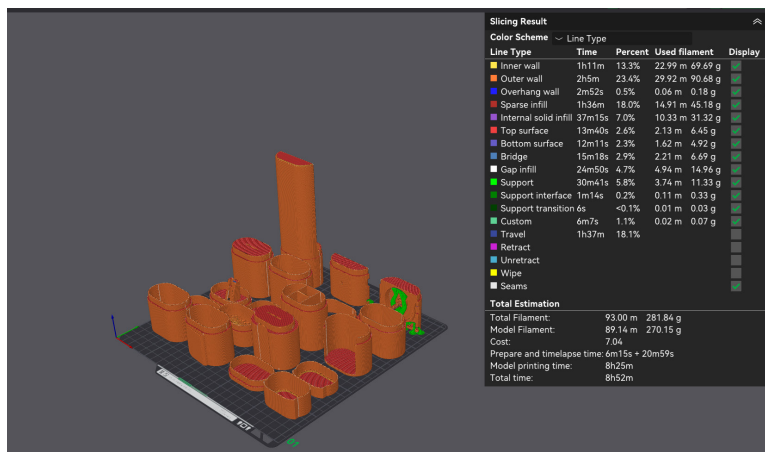 Slicing Result
Color Scheme Line Type
Line Type Time Percent Used filament Display
Inner wall 1h11m 13.3% 22.99 m 69.69 g
Outer wall 2h5m 23.4% 29.92 m 90.68 g
Overhang wall 2m52s 0.5% 0.06 m 0.18 g
Sparse infill 1h36m 18.0% 14.91 m 45.18 g
Internal solid infill 37m15s 7.0% 10.33 m 31.32 g
Top surface 13m40s 2.6% 2.13 m 6.45 g
Bottom surface 12m11s 2.3% 1.62 m 4.92 g
Bridge 15m18s 2.9% 2.21 m 6.69 g
Gap infill 24m50s 4.7% 4.94 m 14.96 g
Support 30m41s 5.8% 3.74 m 11.33 g
Support interface 1m14s 0.2% 0.11 m 0.33 g
Support transition 6s <0.1% 0.01 m 0.03 g
Custom 6m7s 1.1% 0.02 m 0.07 g
Travel 1h37m 18.1%
Retract
Unretract
Wipe
Seams
Total Estimation
Total Filament: 93.00 m 281.84 g
Model Filament: 89.14 m 270.15 g
Cost: 7.04
Prepare and timelapse time: 6m15s + 20m59s
Model printing time: 8h25m
Total time: 8h52m
01